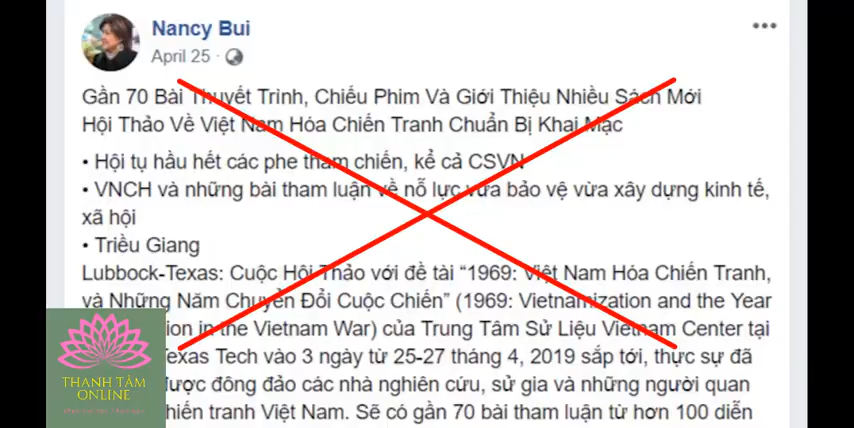 Nancy Bui
April 25
Gần 70 Bài Thuyết Trình, Chiếu Phim Và Giới Thiệu Nhiều Sách Mới
Hội Thảo Về Việt Nam Hóa Chiến Tranh Chuẩn Bị Khai Mạc
• Hội tụ hầu hết các phe tham chiến, kể cả CSVN
• VNCH và những bài tham luận về nỗ lực vừa bảo vệ vừa xây dựng kinh tế,
xã hội
• Triều Giang
Lubbock-Texas: Cuộc Hội Thảo với đề tài “1969: Việt Nam Hóa Chiến Tranh,
và Những Năm Chuyển Đổi Cuộc Chiến” (1969: Vietnamization and the Year
ion in the Vietnam War) của Trung Tâm Sử Liệu Vietnam Center tại
Texas Tech vào 3 ngày từ 25-27 tháng 4, 2019 sắp tới, thực sự đã
được đông đảo các nhà nghiên cứu, sử gia và những người quan
hiến tranh Việt Nam. Sẽ có gần 70 bài tham luận từ hơn 100 diễn
THANH TÂM
ONLINE